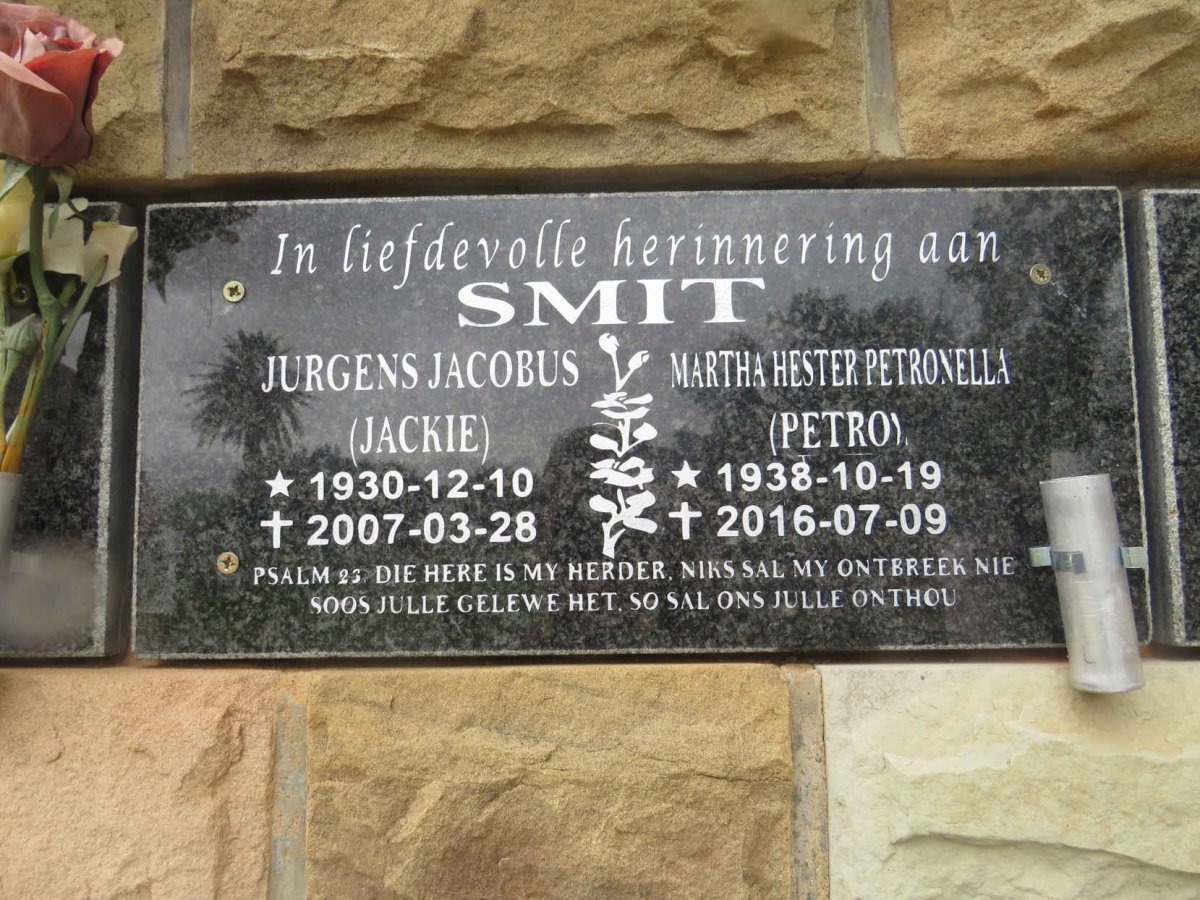 In liefdevolle herinnering aan
SMIT
JURGENS JACOBUS
(JACKIE)
★ 1930-12-10
✝ 2007-03-28
MARTHA HESTER PETRONELLA
(PETRO)
★ 1938-10-19
✝ 2016-07-09
PSALM 23. DIE HERE IS MY HERDER, NIKS SAL MY ONTBREEK NIE
SOOS JULLE GELEWE HET, SO SAL ONS JULLE ONTHOU